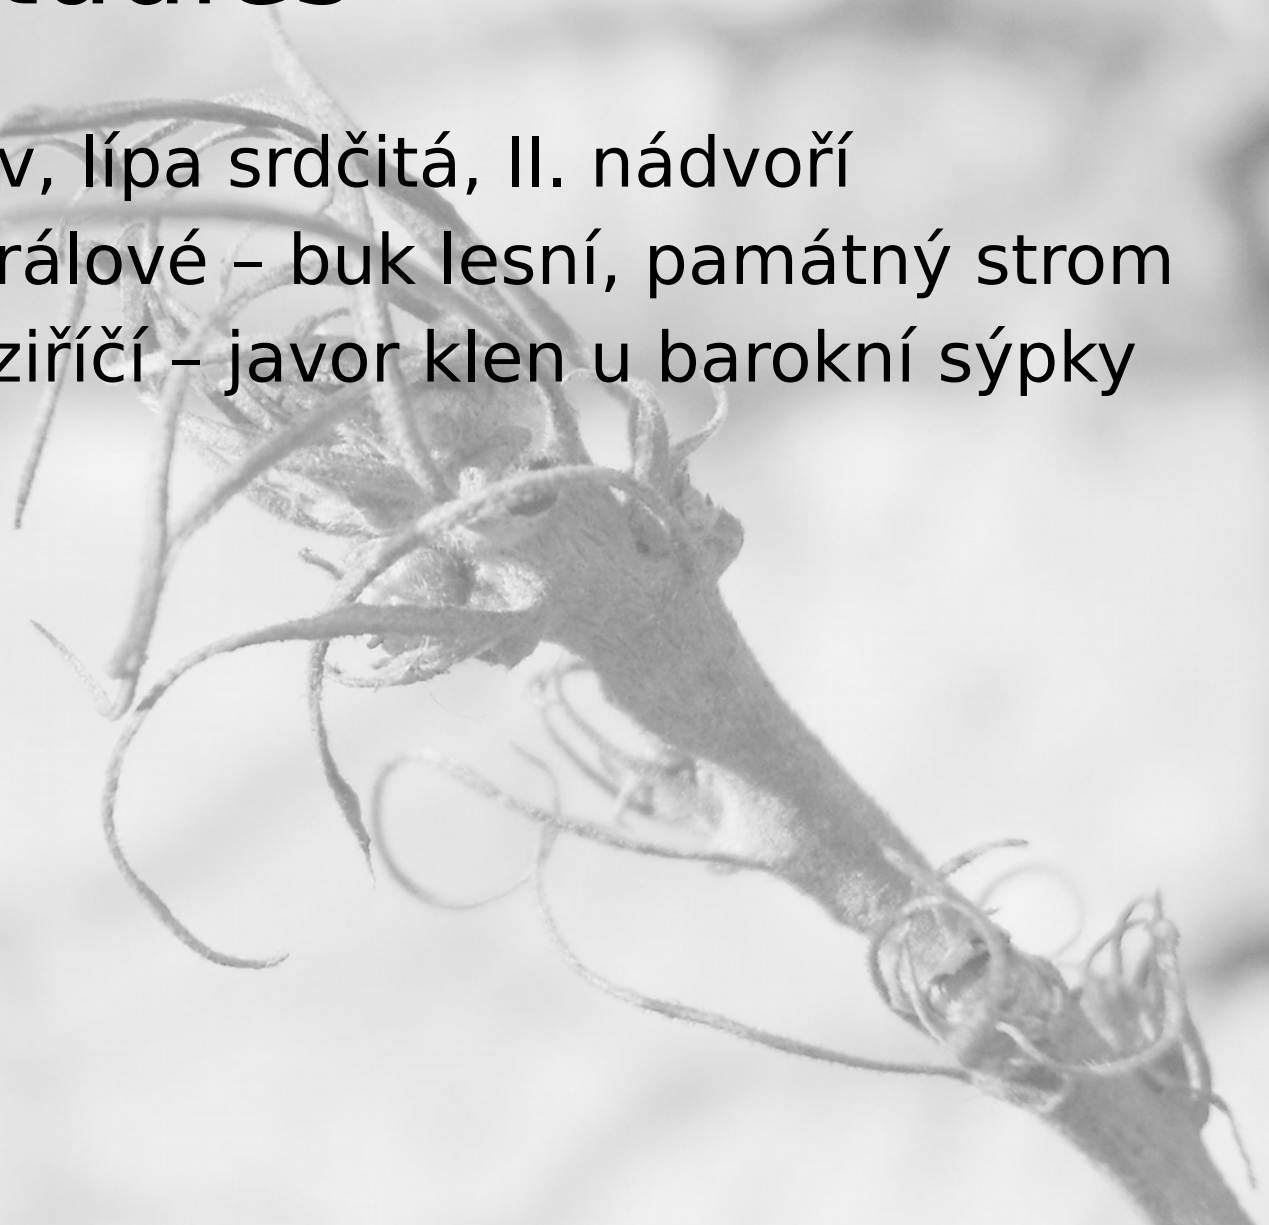 v, lípa srdčitá, II. nádvoří
rálové – buk lesní, památný strom
ziříčí – javor klen u barokní sýpky